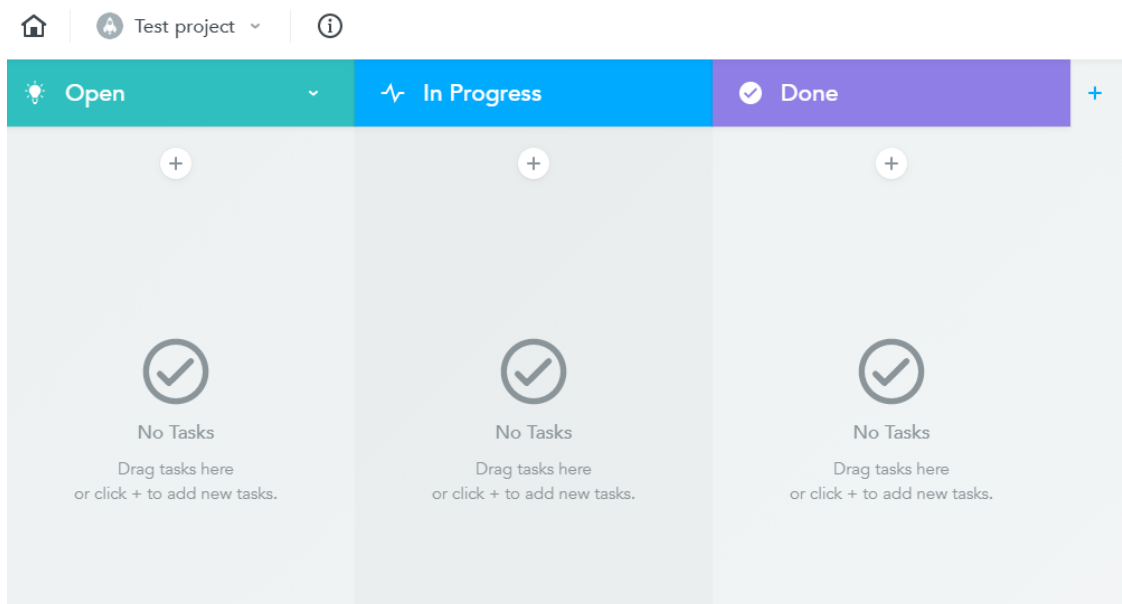 Test project
Open
In Progress
Done
+
+
+
+
No Tasks
Drag tasks here
or click + to add new tasks.
No Tasks
Drag tasks here
or click + to add new tasks.
No Tasks
Drag tasks here
or click + to add new tasks.